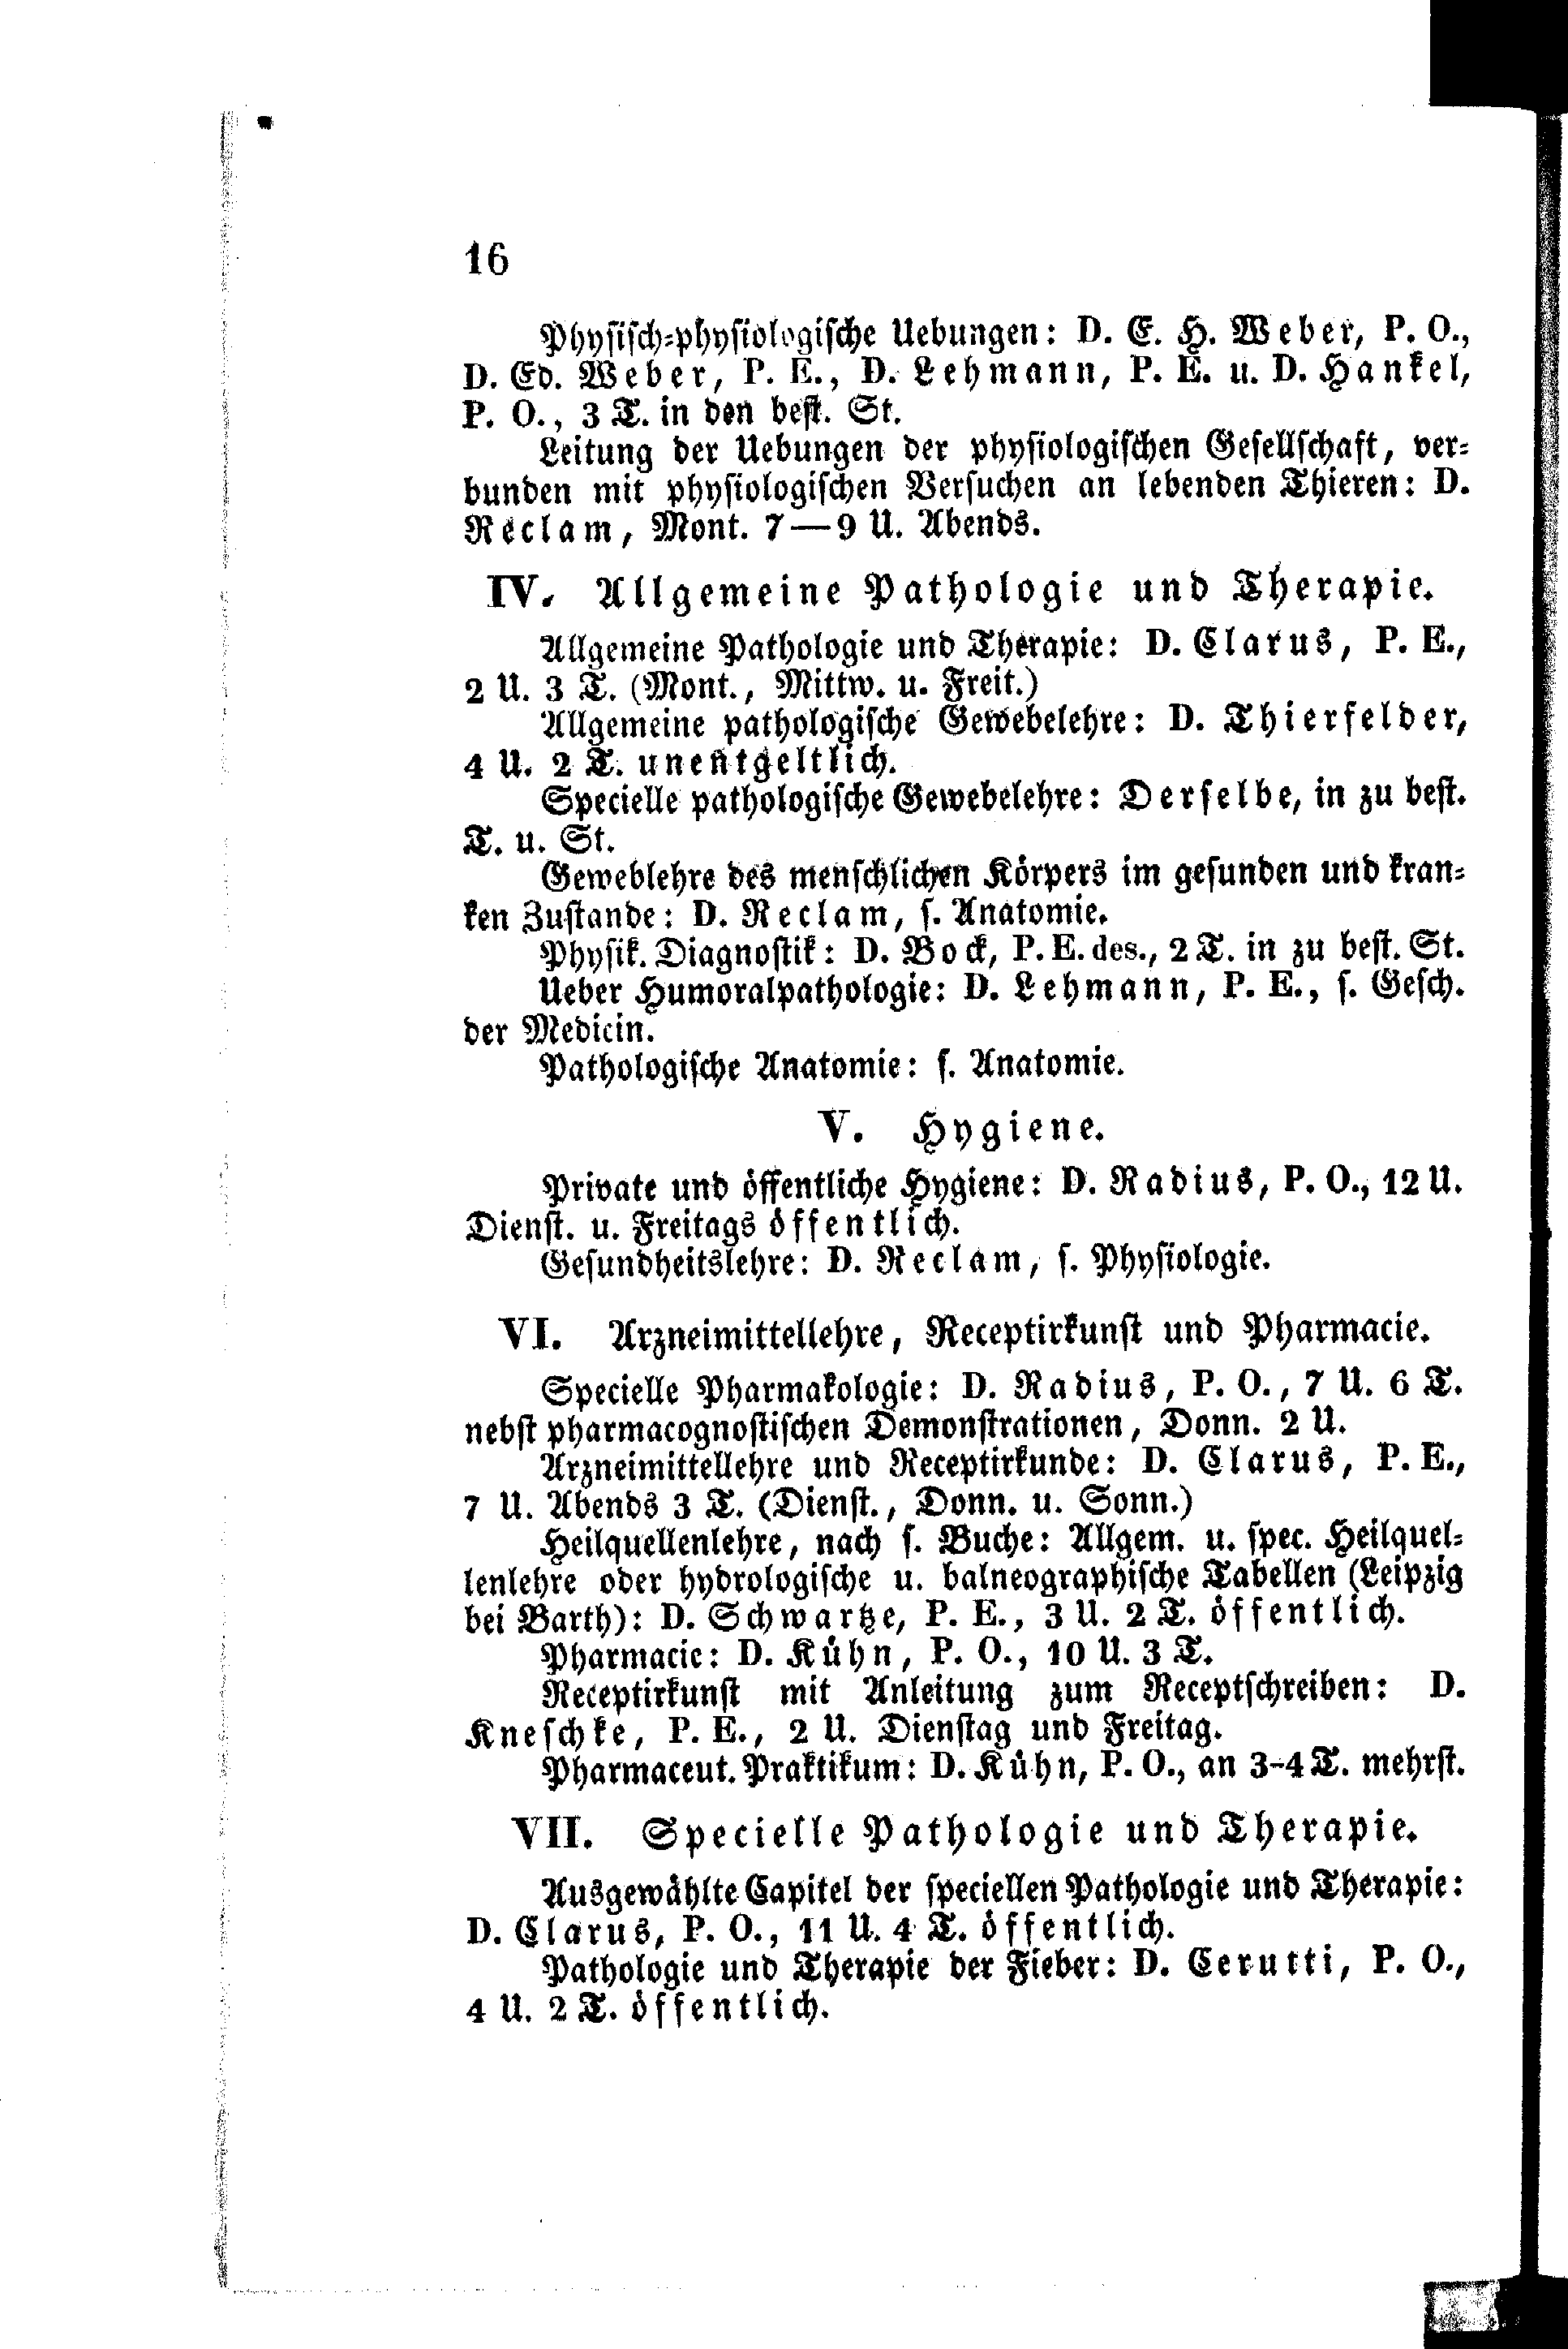 16
Physisch-physiologische Uebungen: D. E. H. Weber, P. O.,
D. Ed. Weber, P. E., D. Lehmann, P. E. u. D. Hankel,
P. O., 3 T. in den best. St.
Leitung der Uebungen der physiologischen Gesellschaft, ver-
bunden mit physiologischen Versuchen an lebenden Thieren: D.
Reclam, Mont. 7—9 U. Abends.
IV. Allgemeine Pathologie und Therapie.
Allgemeine Pathologie und Therapie: D. Clarus, P. E.,
2 U. 3 T. (Mont., Mittw. u. Freit.)
Allgemeine pathologische Gewebelehre: D. Thierfelder,
4 U. 2 T. unentgeltlich.
Specielle pathologische Gewebelehre: Derselbe, in zu best.
T. u. St.
Geweblehre des menschlichen Körpers im gesunden und kran-
ken Zustande: D. Reclam, s. Anatomie.
Physik. Diagnostik: D. Bock, P. E. des., 2 T. in zu best. St.
Ueber Humoralpathologie: D. Lehmann, P. E., s. Gesch.
der Medicin.
Pathologische Anatomie: s. Anatomie.
V. Hygiene.
Private und öffentliche Hygiene: D. Radius, P. O., 12 U.
Dienst. u. Freitags öffentlich.
Gesundheitslehre: D. Reclam, s. Physiologie.
VI. Arzneimittellehre, Receptirkunst und Pharmacie.
Specielle Pharmakologie: D. Radius, P. O., 7 U. 6 T.
nebst pharmacognostischen Demonstrationen, Donn. 2 U.
Arzneimittellehre und Receptirkunde: D. Clarus, P. E.,
7 U. Abends 3 T. (Dienst., Donn. u. Sonn.)
Heilquellenlehre, nach s. Buche: Allgem. u. spec. Heilquel-
lenlehre oder hydrologische u. balneographische Tabellen (Leipzig
bei Barth): D. Schwartze, P. E., 3 U. 2 T. öffentlich.
Pharmacie: D. Kühn, P. O., 10 U. 3 T.
Receptirkunst mit Anleitung zum Receptschreiben: D.
Kneschke, P. E., 2 U. Dienstag und Freitag.
Pharmaceut. Praktikum: D. Kühn, P. O., an 3-4 T. mehrst.
VII. Specielle Pathologie und Therapie.
Ausgewählte Capitel der speciellen Pathologie und Therapie:
D. Clarus, P. O., 11 U. 4 T. öffentlich.
Pathologie und Therapie der Fieber: D. Cerutti, P. O.,
4 U. 2 T. öffentlich.